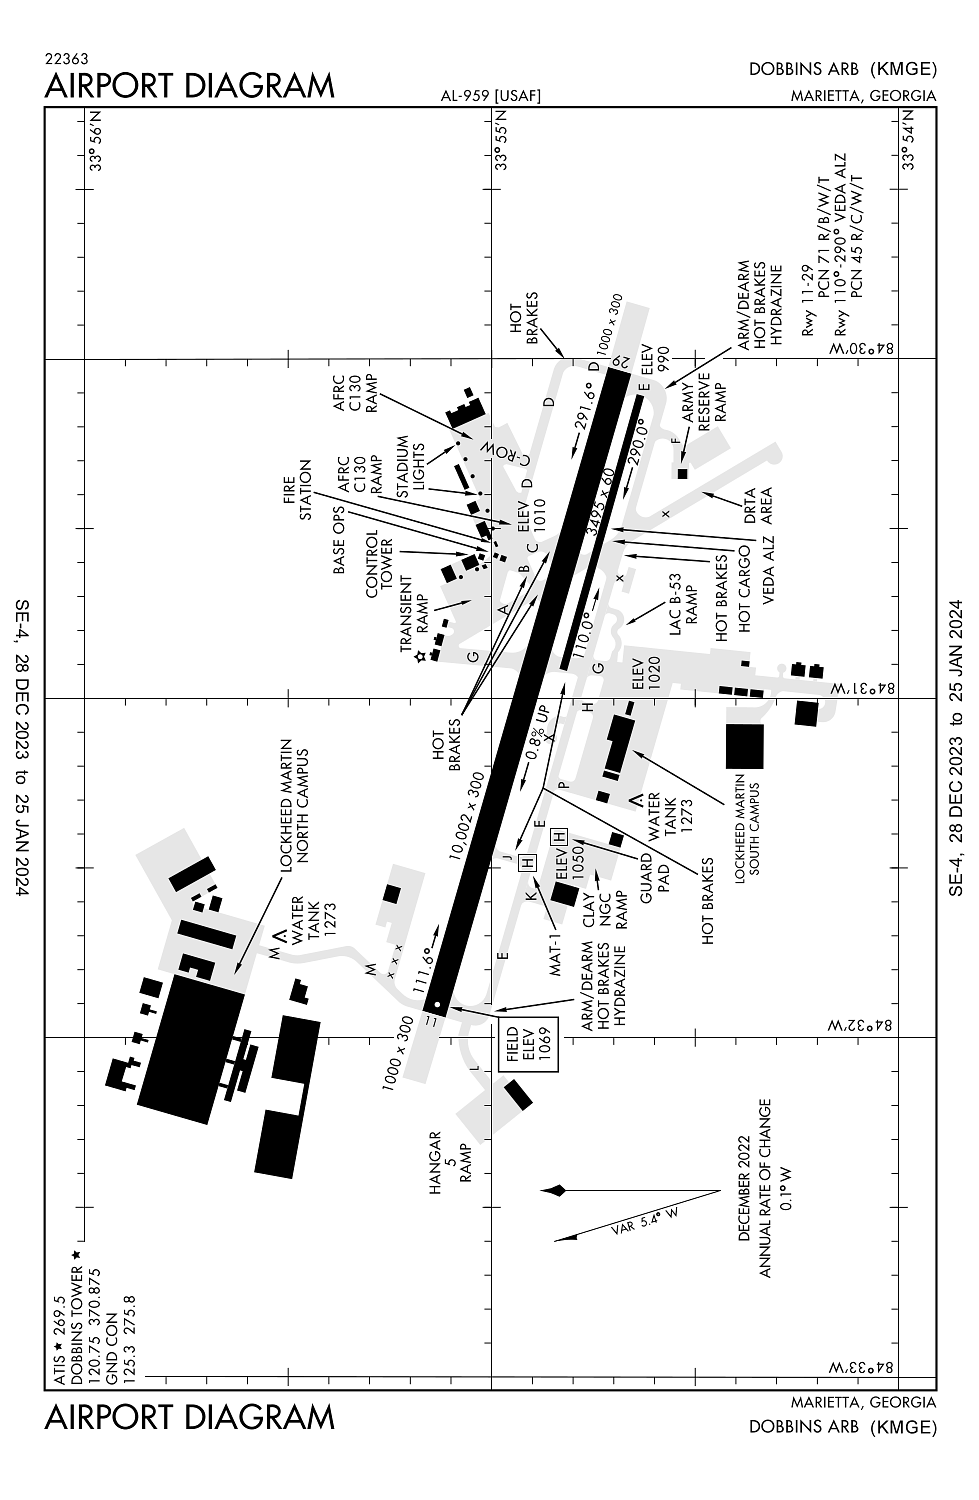 22363
AIRPORT DIAGRAM
AL-959 [USAF]
DOBBINS ARB (KMGE)
MARIETTA, GEORGIA
33° 56'N
33° 55'N
33° 54'N
Rwy 11-29
PCN 71 R/B/W/T
Rwy 110°-290° VEDA ALZ
PCN 45 R/C/W/T
84°30'W
HOT
BRAKES
1000 x 300
ARM/DEARM
HOT BRAKES
HYDRAZINE
D
29
ELEV
990
E
D
291.6°
290.0°
AFRC
C130
RAMP
C-ROW
ARMY
RESERVE
RAMP
F
STADIUM
LIGHTS
AFRC
C130
RAMP
FIRE
STATION
BASE OPS
CONTROL
TOWER
TRANSIENT
RAMP
D
ELEV
1010
C
B
A
G
3495 x 60
X
X
DRTA
AREA
VEDA ALZ
HOT CARGO
HOT BRAKES
LAC B-53
RAMP
110.0°
G
ELEV
1020
84°31'W
HOT
BRAKES
H
0.8% UP
X
10,002 x 300
P
E
J
H
H
ELEV
1050
K
E
WATER
TANK
1273
LOCKHEED MARTIN
SOUTH CAMPUS
GUARD
PAD
HOT BRAKES
CLAY
NGC
RAMP
MAT-1
ARM/DEARM
HOT BRAKES
HYDRAZINE
LOCKHEED MARTIN
NORTH CAMPUS
WATER
TANK
1273
M
M
x x x
111.6°
11
1000 x 300
FIELD
ELEV
1069
84°32'W
L
HANGAR
5
RAMP
VAR 5.4° W
DECEMBER 2022
ANNUAL RATE OF CHANGE
0.1° W
ATIS ★ 269.5
DOBBINS TOWER ★
120.75 370.875
GND CON
125.3 275.8
84°33'W
SE-4, 28 DEC 2023 to 25 JAN 2024
SE-4, 28 DEC 2023 to 25 JAN 2024
AIRPORT DIAGRAM
MARIETTA, GEORGIA
DOBBINS ARB (KMGE)